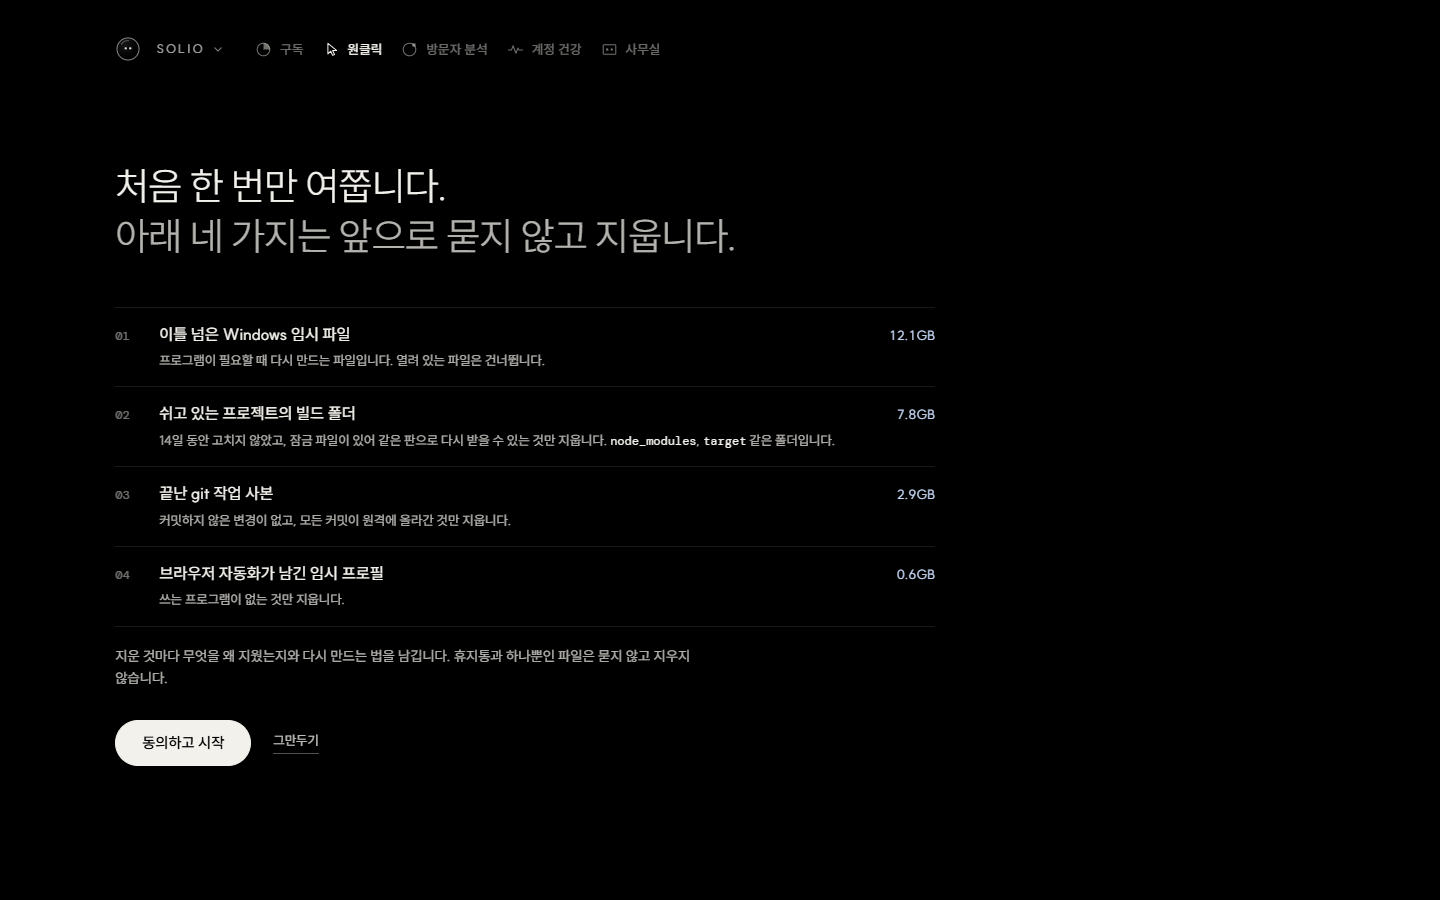 SOLIO 구독 원클릭 방문자 분석 계정 건강 사무실
처음 한 번만 여쭙니다.
아래 네 가지는 앞으로 묻지 않고 지웁니다.
01 이틀 넘은 Windows 임시 파일 12.1GB
프로그램이 필요할 때 다시 만드는 파일입니다. 열려 있는 파일은 건너뜁니다.
02 쉬고 있는 프로젝트의 빌드 폴더 7.8GB
14일 동안 고치지 않았고, 잠금 파일이 있어 같은 판으로 다시 받을 수 있는 것만 지웁니다. node_modules, target 같은 폴더입니다.
03 끝난 git 작업 사본 2.9GB
커밋하지 않은 변경이 없고, 모든 커밋이 원격에 올라간 것만 지웁니다.
04 브라우저 자동화가 남긴 임시 프로필 0.6GB
쓰는 프로그램이 없는 것만 지웁니다.
지운 것마다 무엇을 왜 지웠는지와 다시 만드는 법을 남깁니다. 휴지통과 하나뿐인 파일은 묻지 않고 지우지
않습니다.
동의하고 시작 그만두기